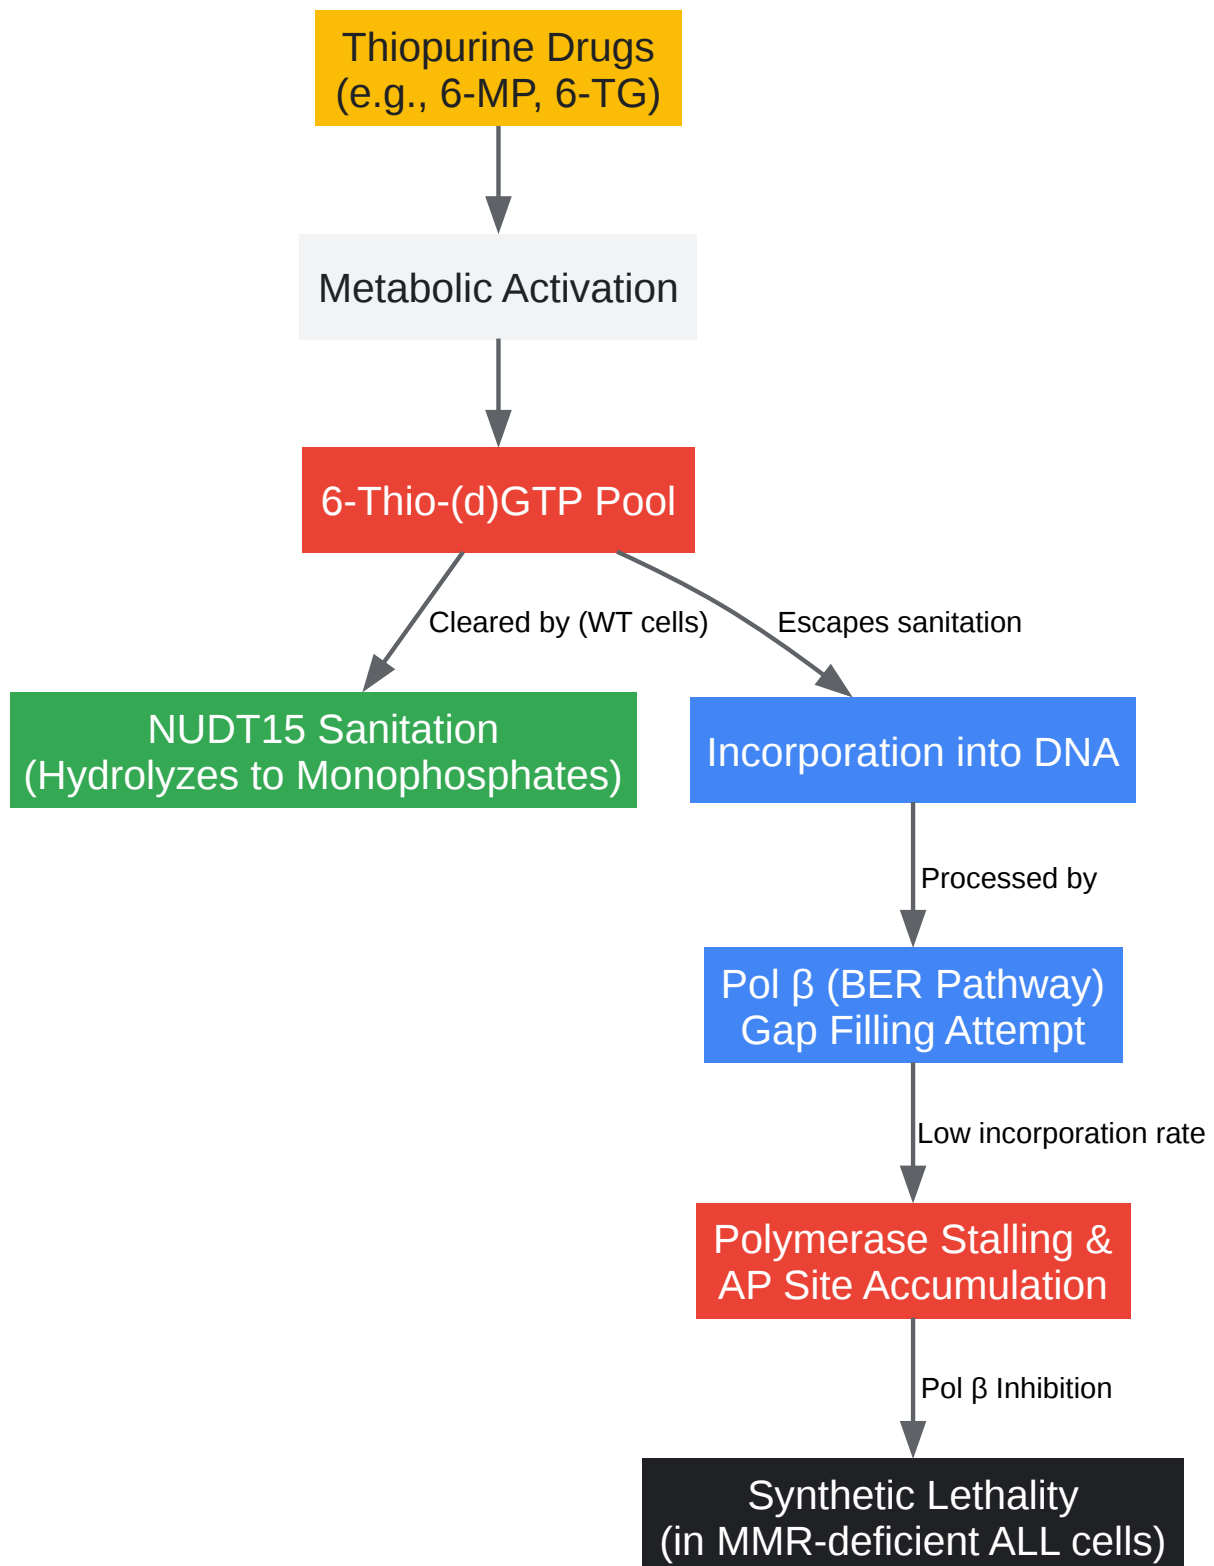 Thiopurine Drugs
(e.g., 6-MP, 6-TG)
Metabolic Activation
6-Thio-(d)GTP Pool
Cleared by (WT cells)
Escapes sanitation
NUDT15 Sanitation
(Hydrolyzes to Monophosphates)
Incorporation into DNA
Processed by
Pol β (BER Pathway)
Gap Filling Attempt
Low incorporation rate
Polymerase Stalling &
AP Site Accumulation
Pol β Inhibition
Synthetic Lethality
(in MMR-deficient ALL cells)